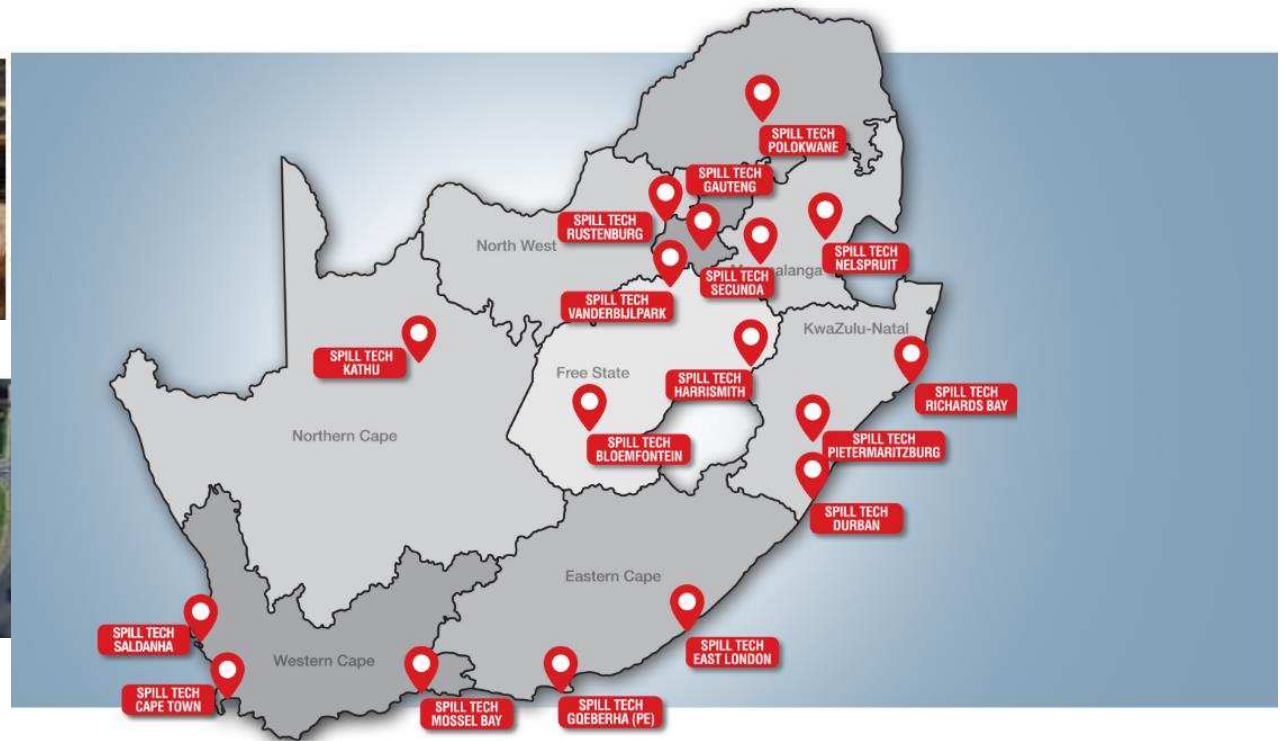 SPILL TECH
POLOKWANE
SPILL TECH
GAUTENG
SPILL TECH
RUSTENBURG
North West
SPILL TECH
NELSPRUIT
SPILL TECH
SECUNDA
alanga
SPILL TECH
VANDERBIJLPARK
KwaZulu-Natal
SPILL TECH
KATHU
Free State
SPILL TECH
HARRISMITH
SPILL TECH
RICHARDS BAY
Northern Cape
SPILL TECH
BLOEMFONTEIN
SPILL TECH
PIETERMARITZBURG
SPILL TECH
DURBAN
Eastern Cape
SPILL TECH
SALDANHA
SPILL TECH
EAST LONDON
Western Cape
SPILL TECH
CAPE TOWN
SPILL TECH
MOSSEL BAY
SPILL TECH
GQEBERHA (PE)